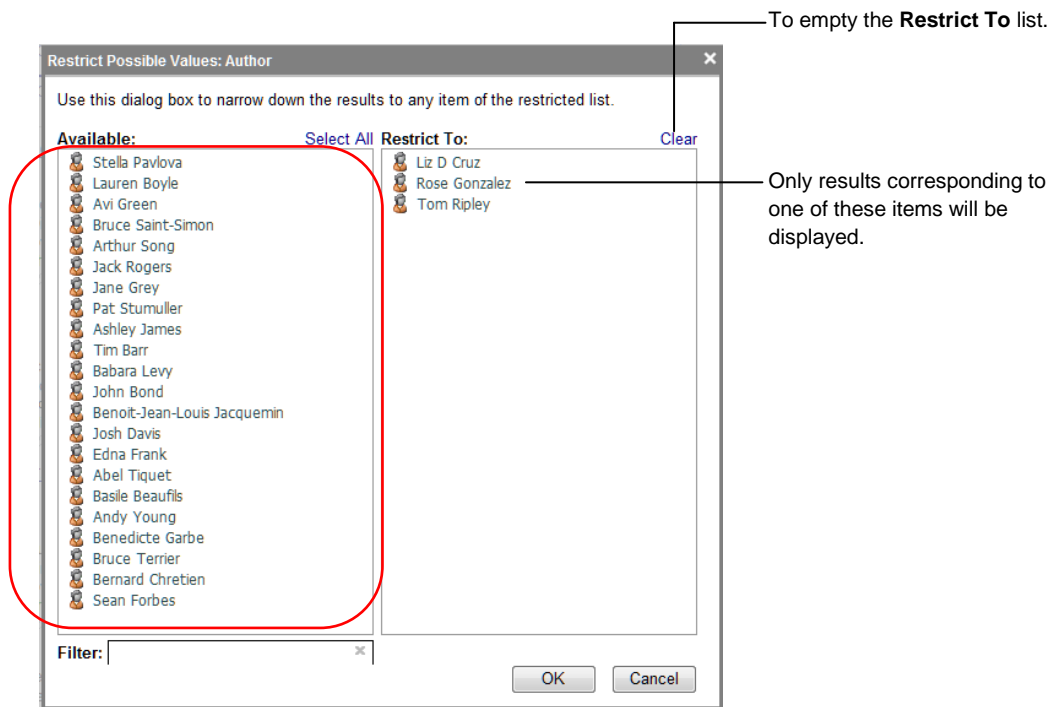 To empty the Restrict To list.
Restrict Possible Values: Author
Use this dialog box to narrow down the results to any item of the restricted list.
Available: Select All Restrict To: Clear
Stella Pavlova
Lauren Boyle
Avi Green
Bruce Saint-Simon
Arthur Song
Jack Rogers
Jane Grey
Pat Stumuller
Ashley James
Tim Barr
Babara Levy
John Bond
Benoit-Jean-Louis Jacquemin
Josh Davis
Edna Frank
Abel Tiquet
Basile Beaufils
Andy Young
Benedicte Garbe
Bruce Terrier
Bernard Chretien
Sean Forbes
Liz D Cruz
Rose Gonzalez
Tom Ripley
Only results corresponding to
one of these items will be
displayed.
Filter:
OK Cancel